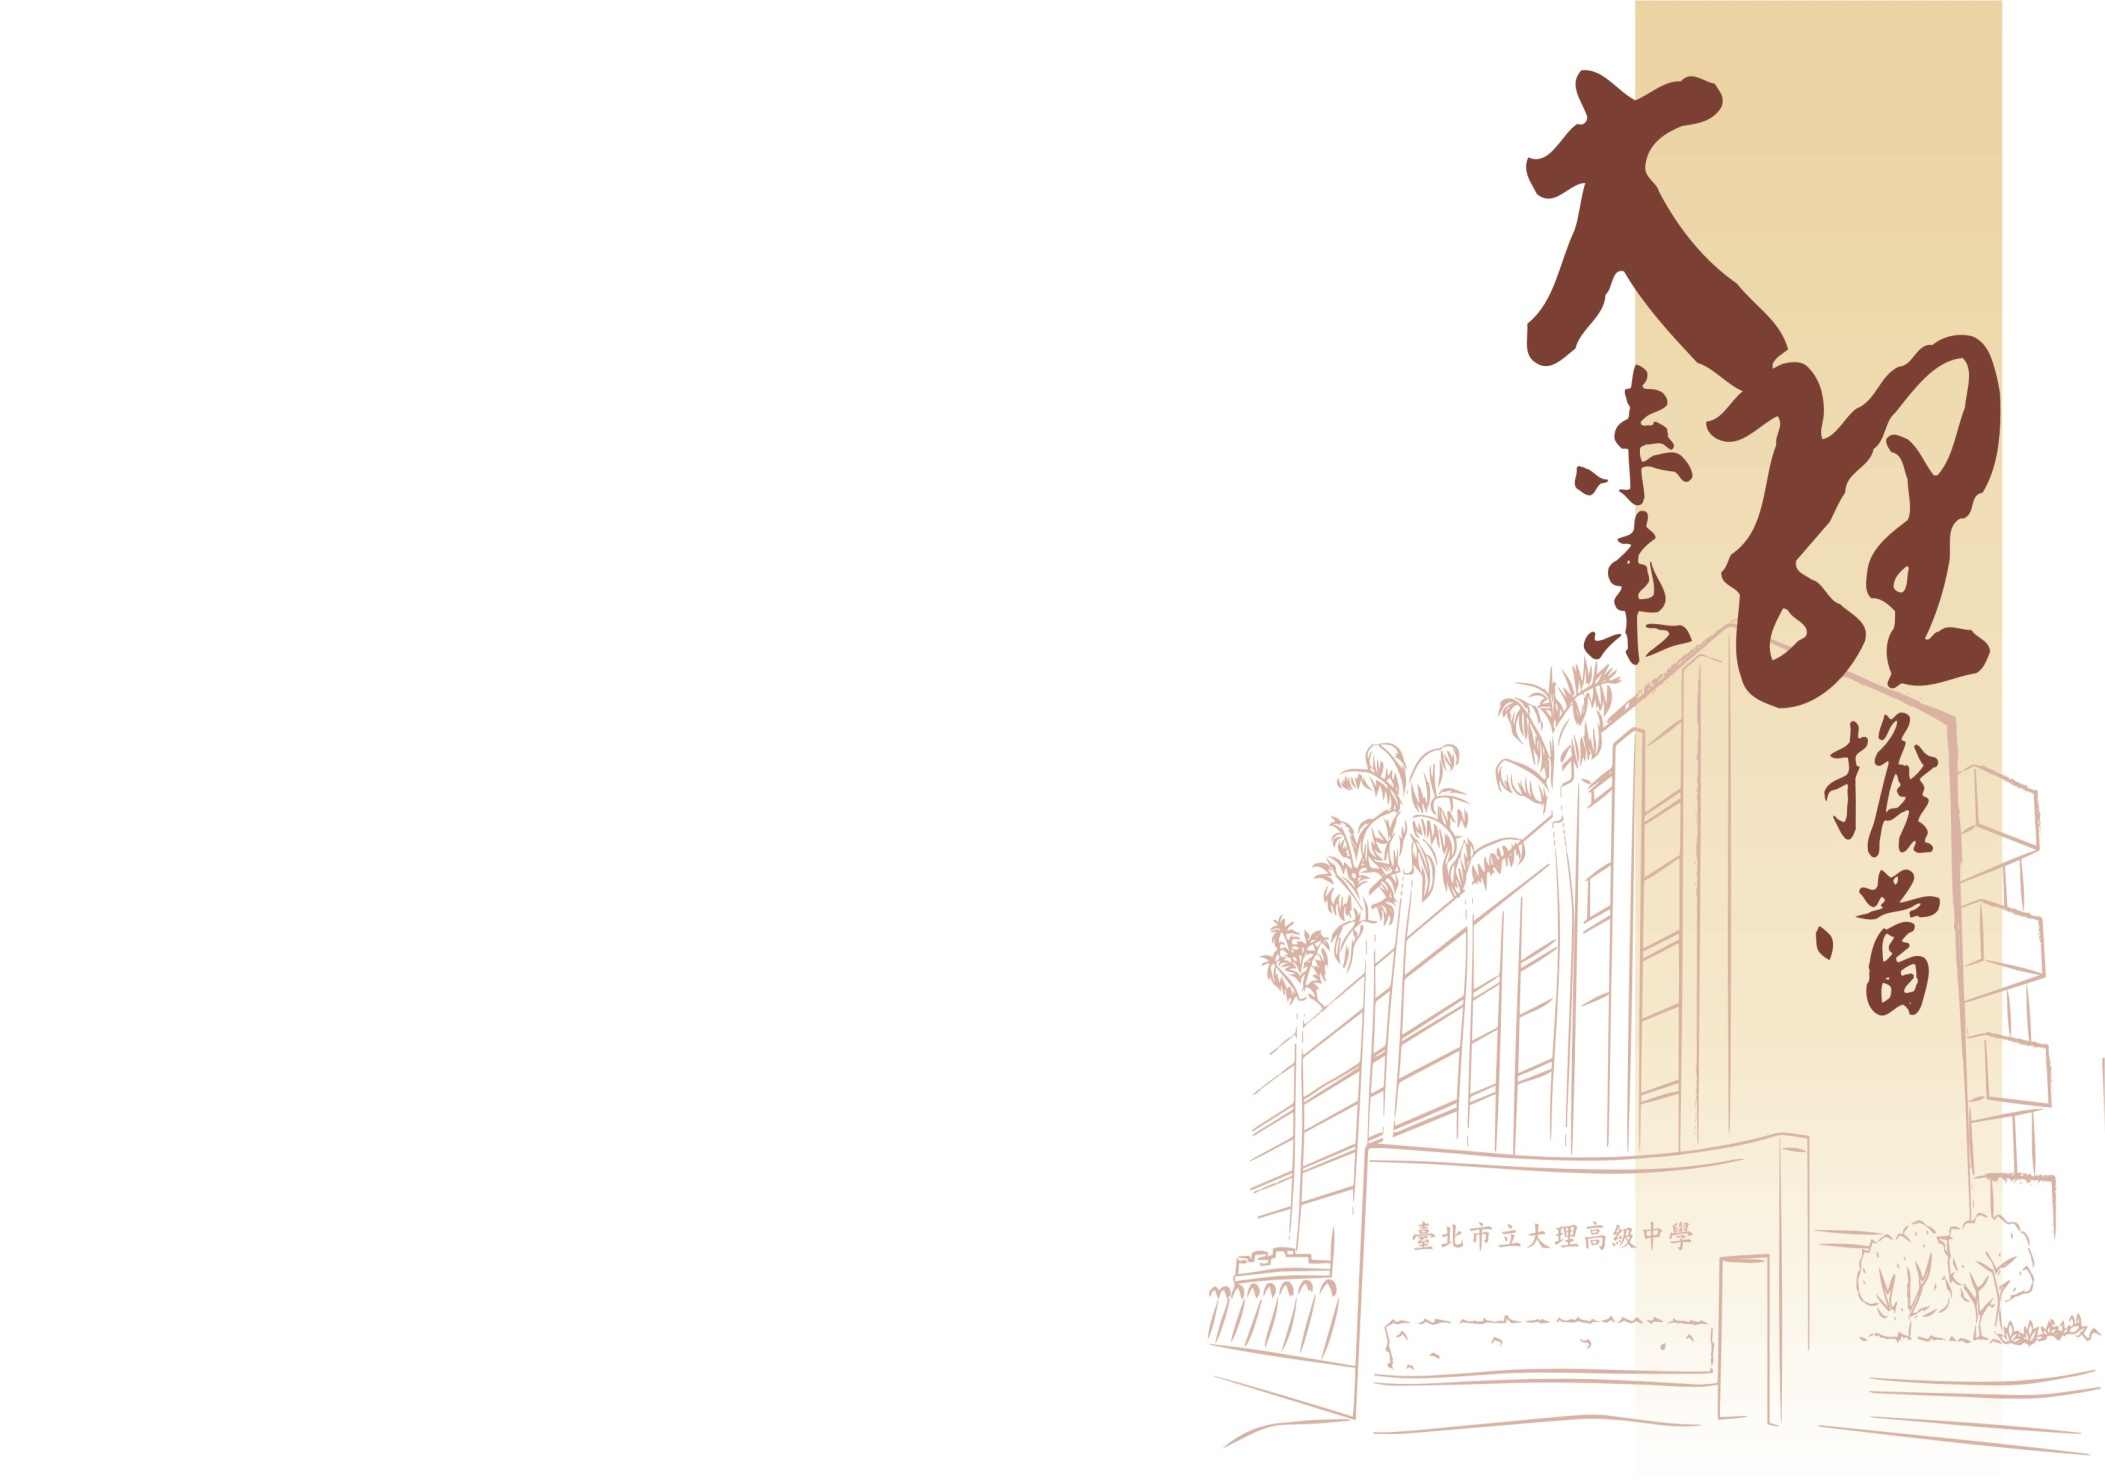 大理
擔當
未來
臺北市立大理高級中學